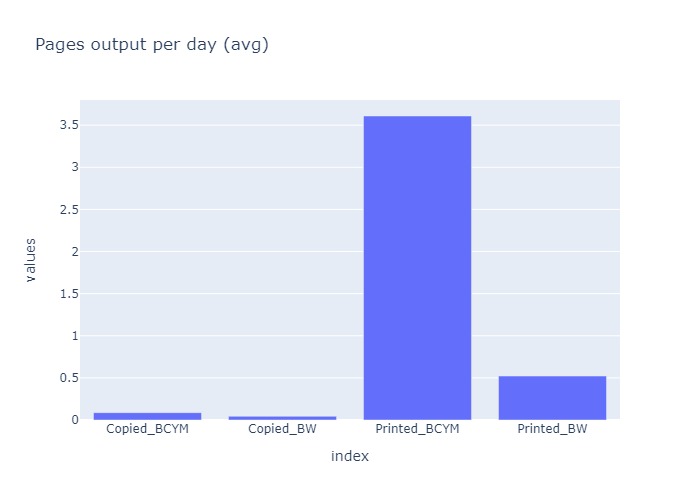 Pages output per day (avg)
3.5
3
2.5
2
1.5
1
0.5
0
values
Copied_BCYM Copied_BW Printed_BCYM Printed_BW
index